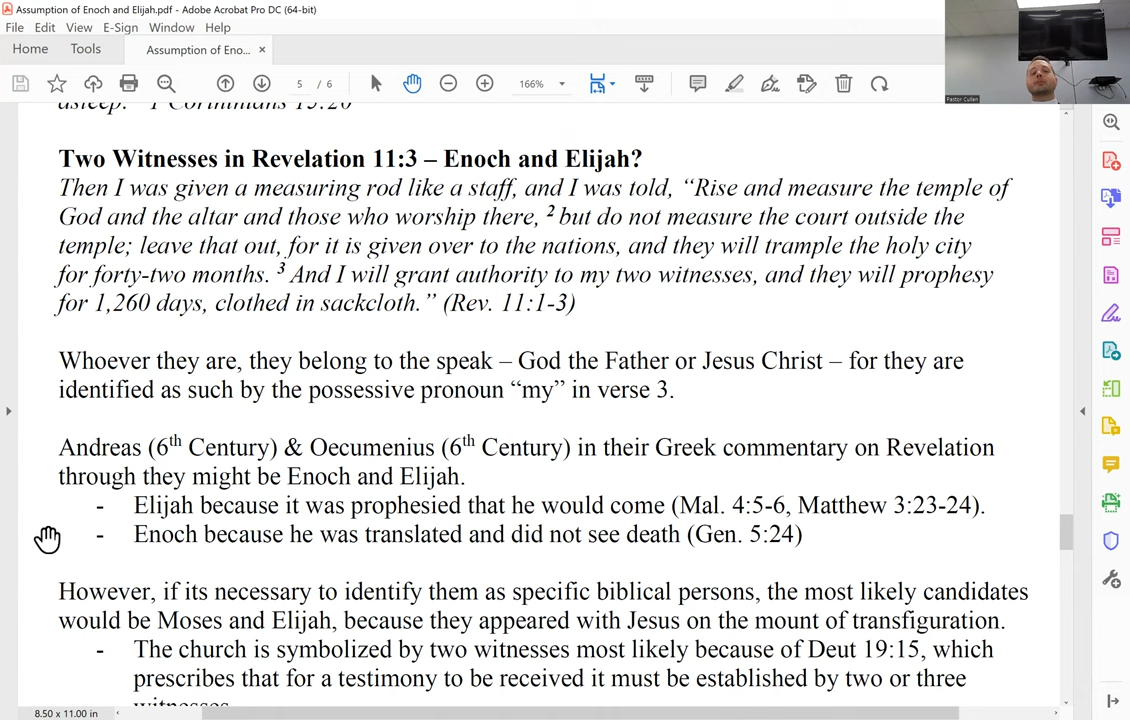 Assumption of Enoch and Elijah.pdf - Adobe Acrobat Pro DC (64-bit)
File Edit View E-Sign Window Help
Home Tools Assumption of Eno... ×
5 / 6 166%
Pastor Cullen
asleep." 1 Corinthians 15:20
Two Witnesses in Revelation 11:3 – Enoch and Elijah?
Then I was given a measuring rod like a staff, and I was told, “Rise and measure the temple of
God and the altar and those who worship there, 2 but do not measure the court outside the
temple; leave that out, for it is given over to the nations, and they will trample the holy city
for forty-two months. 3 And I will grant authority to my two witnesses, and they will prophesy
for 1,260 days, clothed in sackcloth.” (Rev. 11:1-3)
Whoever they are, they belong to the speak – God the Father or Jesus Christ – for they are
identified as such by the possessive pronoun “my” in verse 3.
Andreas (6th Century) & Oecumenius (6th Century) in their Greek commentary on Revelation
through they might be Enoch and Elijah.
- Elijah because it was prophesied that he would come (Mal. 4:5-6, Matthew 3:23-24).
- Enoch because he was translated and did not see death (Gen. 5:24)
However, if its necessary to identify them as specific biblical persons, the most likely candidates
would be Moses and Elijah, because they appeared with Jesus on the mount of transfiguration.
- The church is symbolized by two witnesses most likely because of Deut 19:15, which
prescribes that for a testimony to be received it must be established by two or three
witnesses
8.50 x 11.00 in